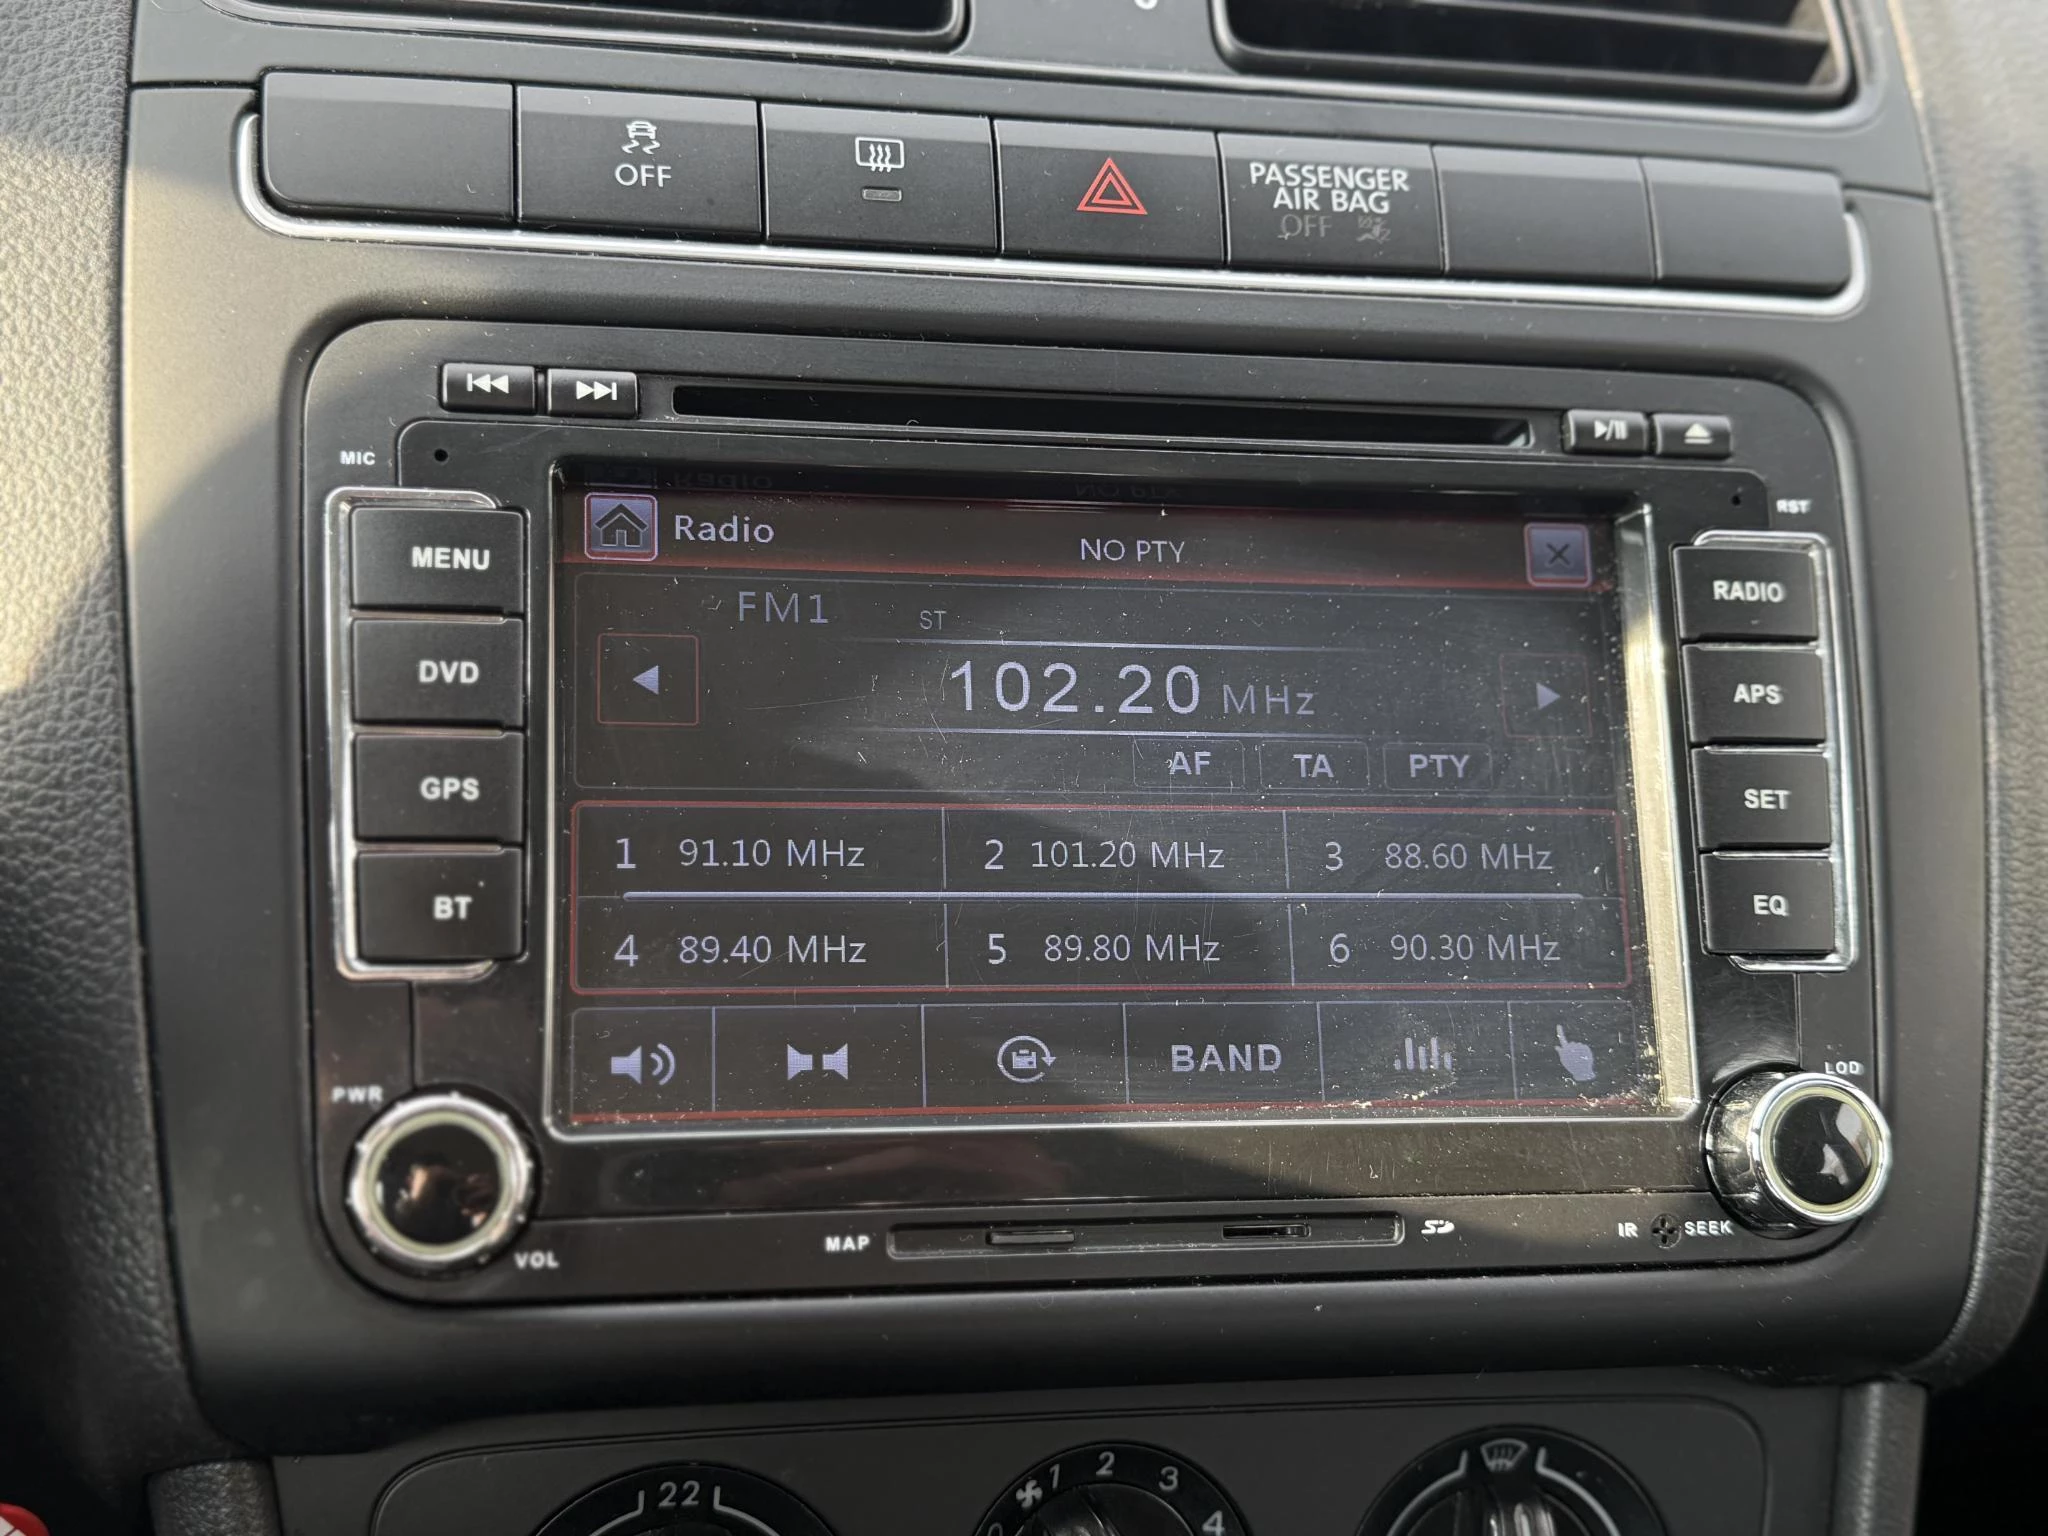 OFF
PASSENGER
AIR BAG
OFF
MIC
RST
Radio
NO PTY
MENU
RADIO
FM1
ST
DVD
102.20 MHz
APS
AF
TA
PTY
GPS
SET
1 91.10 MHz
2 101.20 MHz
3 88.60 MHz
BT
EQ
4 89.40 MHz
5 89.80 MHz
6 90.30 MHz
BAND
PWR
LOD
VOL
MAP
SD
IR
SEEK
22
1
2
3
4